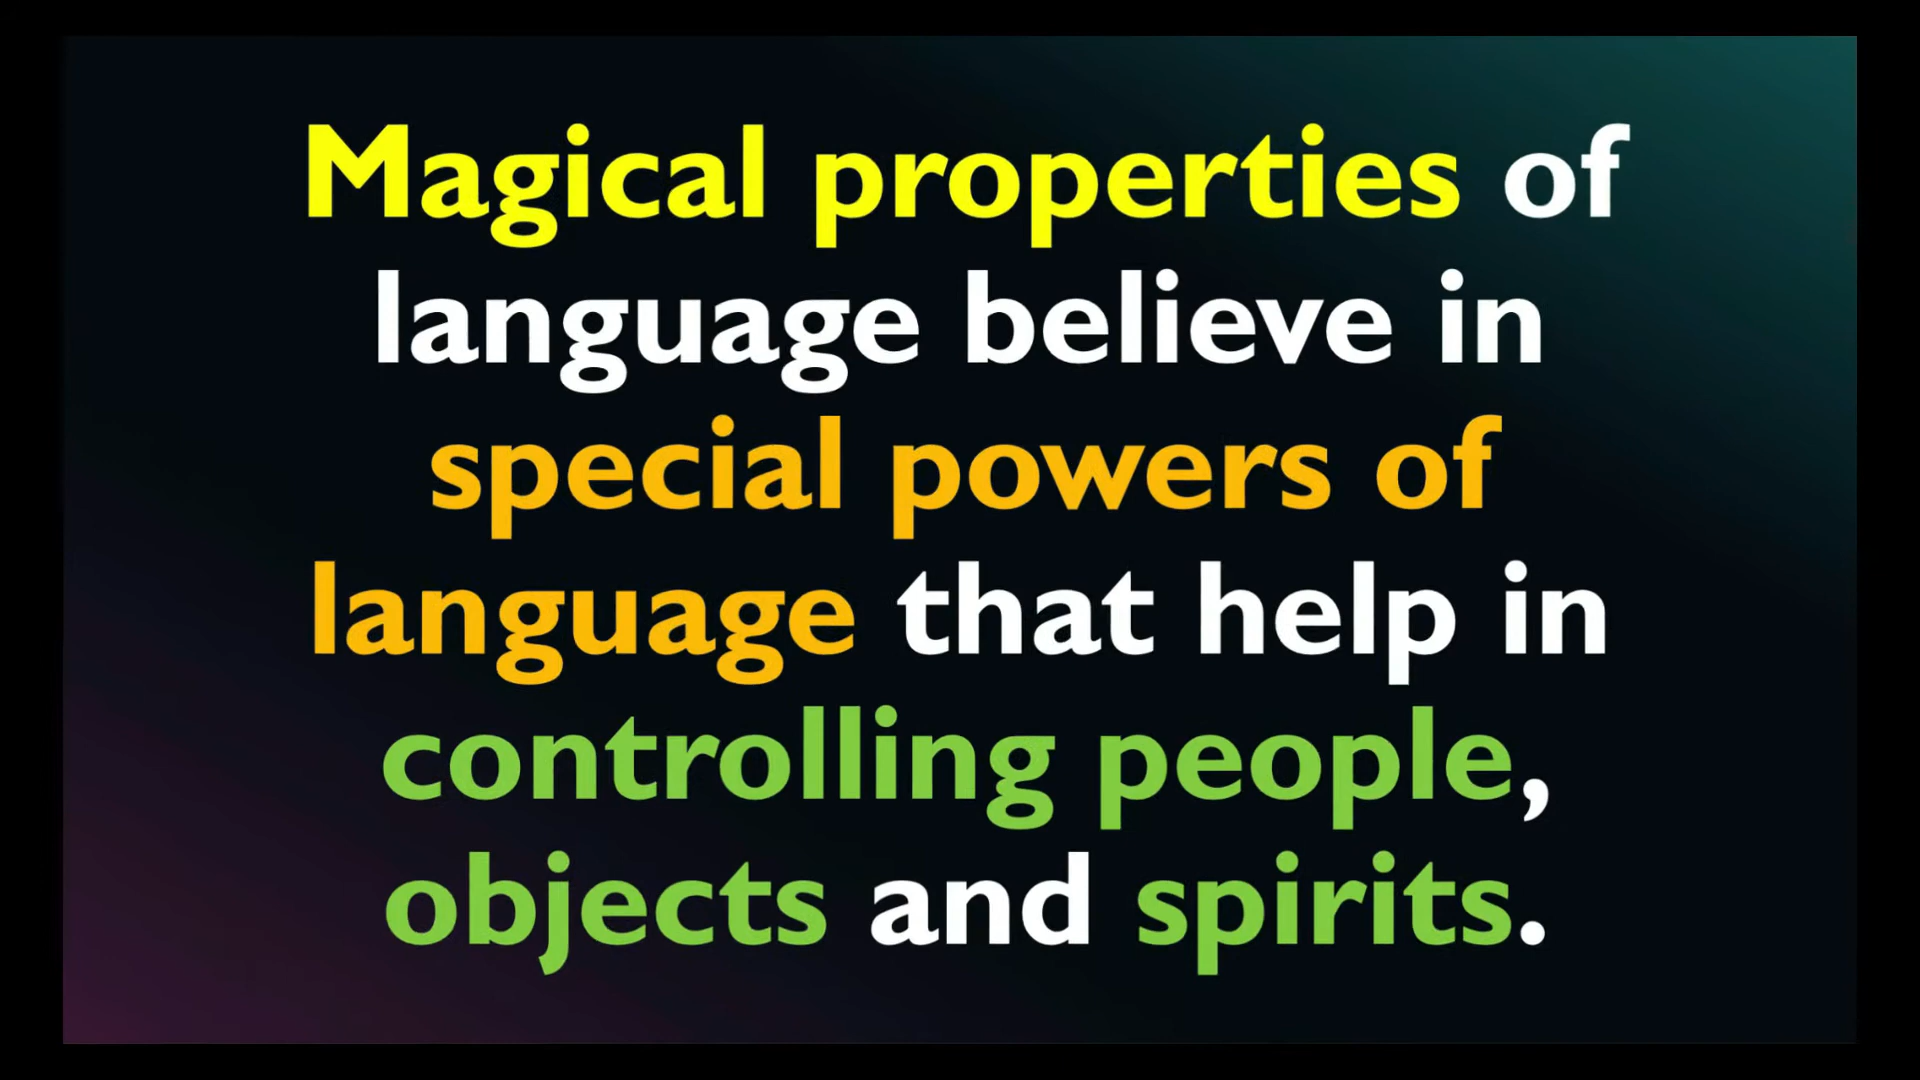 Magical properties of
language believe in
special powers of
language that help in
controlling people,
objects and spirits.